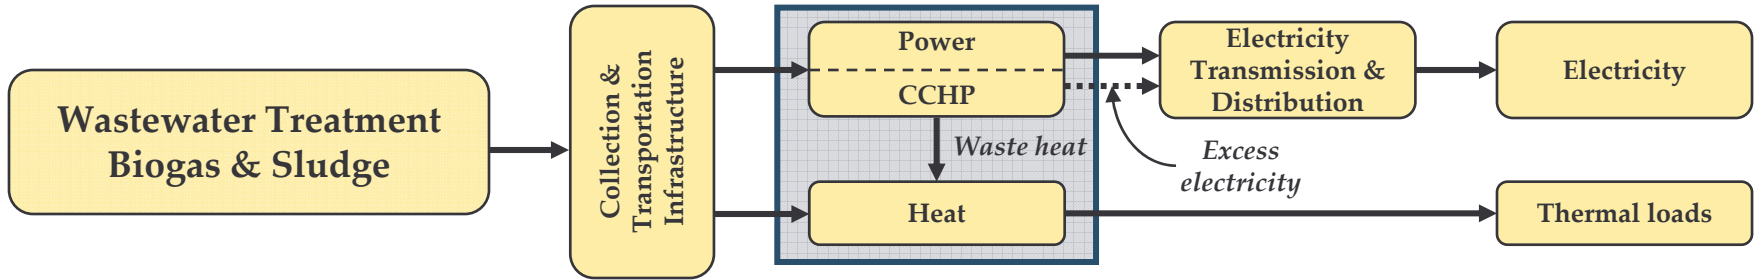 Wastewater Treatment
Biogas & Sludge
Collection &
Transportation
Infrastructure
Power
CCHP
Waste heat
Heat
Electricity
Transmission &
Distribution
Excess
electricity
Electricity
Thermal loads